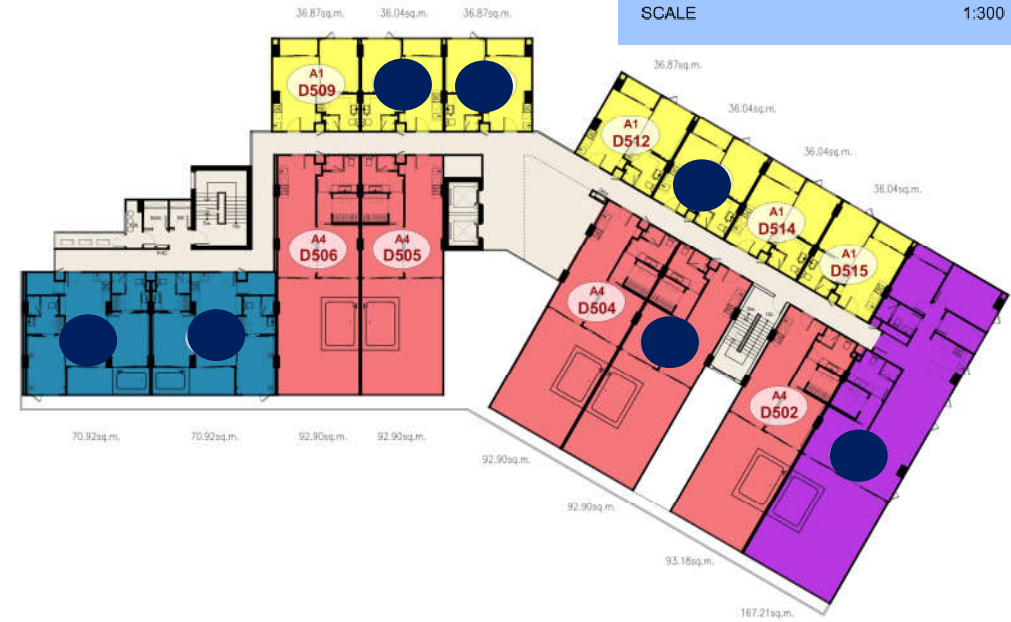 SCALE 1:300
36.87sq.m. 36.04sq.m. 36.87sq.m.
36.87sq.m.
36.04sq.m.
36.04sq.m.
36.04sq.m.
A1
D509
A1
D512
A1
D514
A1
D515
A4
D506
A4
D505
A4
D504
A4
D502
70.92sq.m. 70.92sq.m. 92.90sq.m. 92.90sq.m.
92.90sq.m.
92.90sq.m.
93.18sq.m.
167.21sq.m.